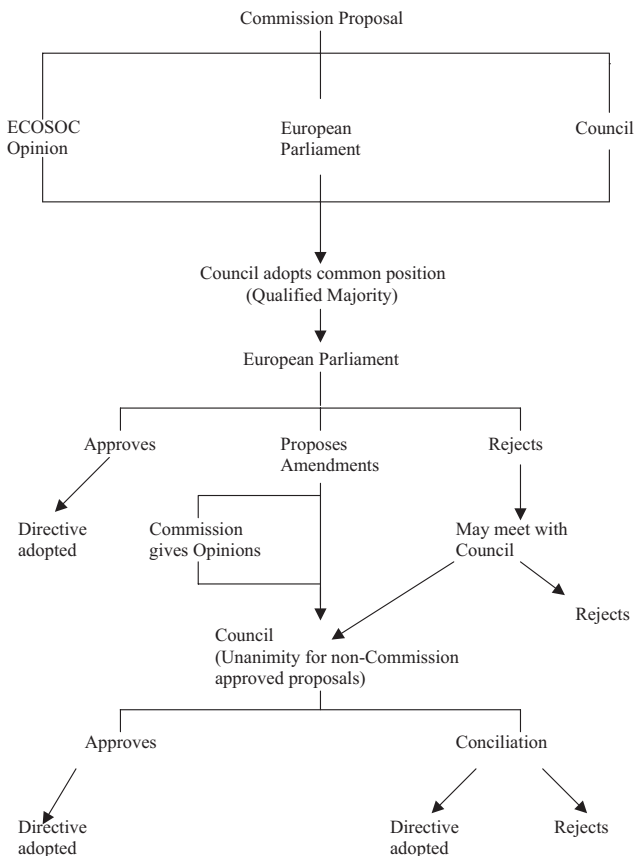 Commission Proposal
ECOSOC
Opinion
European
Parliament
Council
Council adopts common position
(Qualified Majority)
European Parliament
Approves
Proposes
Amendments
Rejects
Directive
adopted
Commission
gives Opinions
May meet with
Council
Rejects
Council
(Unanimity for non-Commission
approved proposals)
Approves
Conciliation
Directive
adopted
Directive
adopted
Rejects